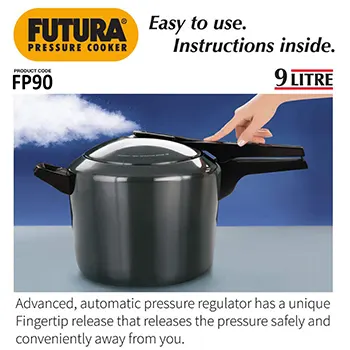 FUTURA®
PRESSURE COOKER
Easy to use.
Instructions inside.
PRODUCT CODE
FP90
9 LITRE
Advanced, automatic pressure regulator has a unique
Fingertip release that releases the pressure safely and
conveniently away from you.